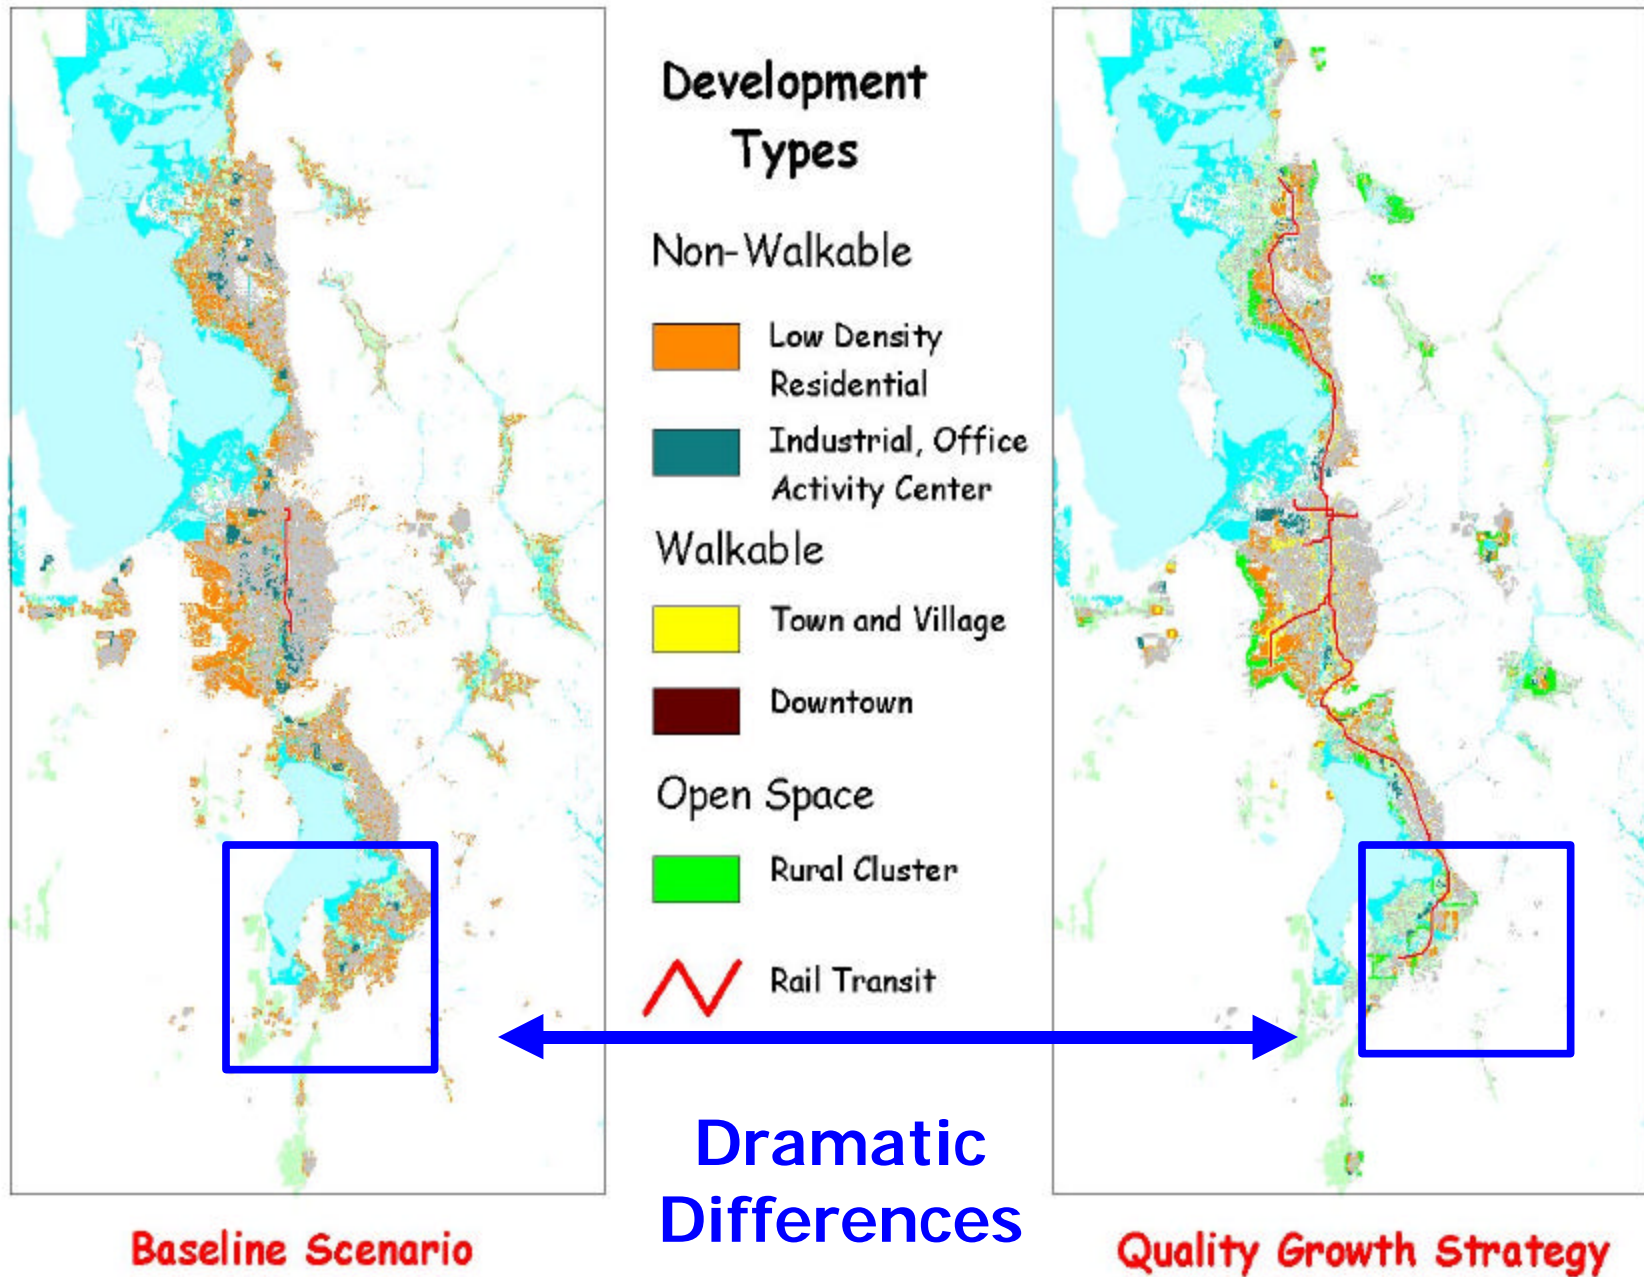 Development
Types
Non-Walkable
Low Density
Residential
Industrial, Office
Activity Center
Walkable
Town and Village
Downtown
Open Space
Rural Cluster
Rail Transit
Dramatic
Differences
Baseline Scenario
Quality Growth Strategy